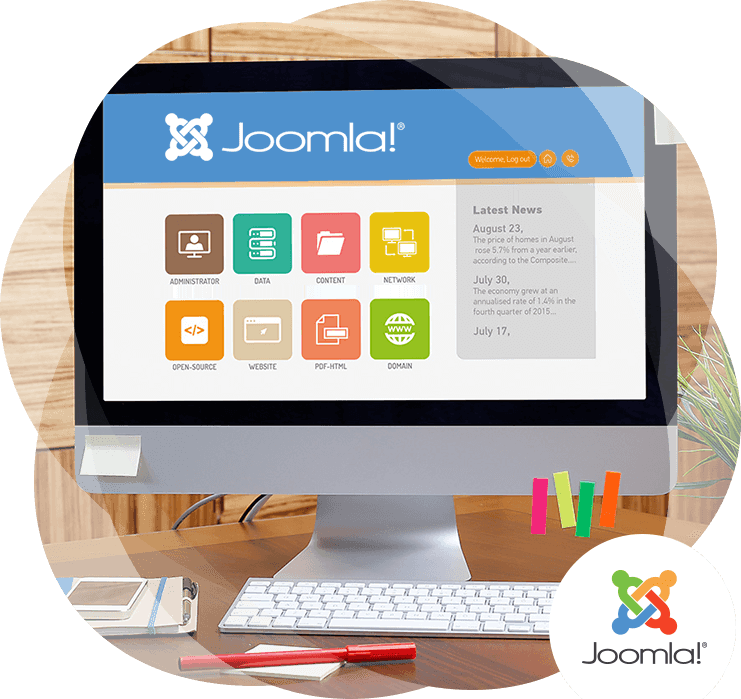 Joomla!®
Welcome, Log out
ADMINISTRATOR
DATA
CONTENT
NETWORK
</>
WWW
OPEN-SOURCE
WEBSITE
PDF-HTML
DOMAIN
Latest News
August 23,
The price of homes in August
rose 5.7% from a year earlier,
according to the Composite....
July 30,
The economy grew at an
annualised rate of 1.4% in the
fourth quarter of 2015...
July 17,
Joomla!®